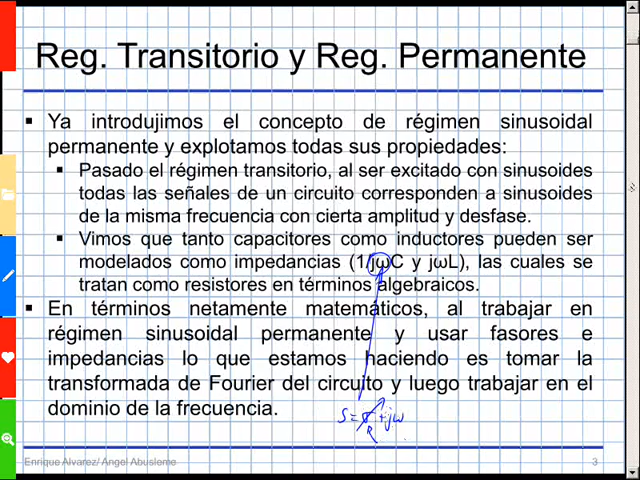 Reg. Transitorio y Reg. Permanente
▪ Ya introdujimos el concepto de régimen sinusoidal
permanente y explotamos todas sus propiedades:
▪ Pasado el régimen transitorio, al ser excitado con sinusoides
todas las señales de un circuito corresponden a sinusoides
de la misma frecuencia con cierta amplitud y desfase.
▪ Vimos que tanto capacitores como inductores pueden ser
modelados como impedancias (1/jωC y jωL), las cuales se
tratan como resistores en términos algebraicos.
▪ En términos netamente matemáticos, al trabajar en
régimen sinusoidal permanente y usar fasores e
impedancias lo que estamos haciendo es tomar la
transformada de Fourier del circuito y luego trabajar en el
dominio de la frecuencia.
S=σ+jω
Enrique Alvarez/ Angel Abusleme
3